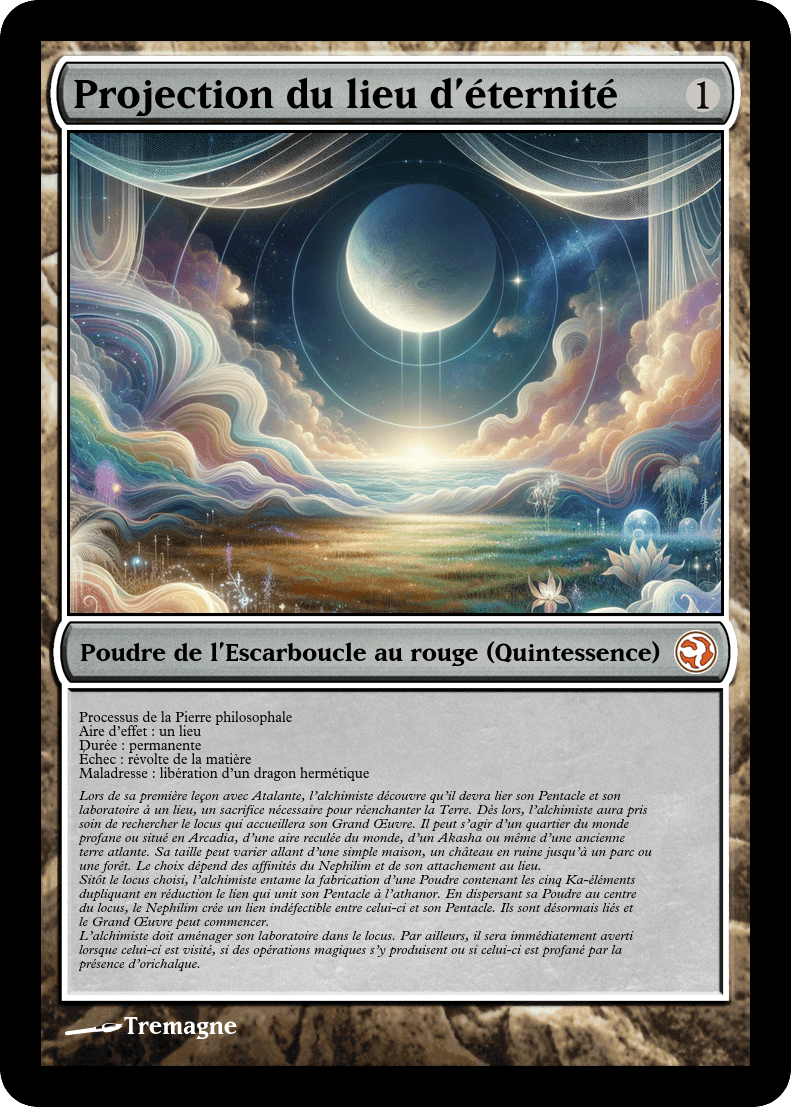 Projection du lieu d'éternité 1
Poudre de l'Escarboucle au rouge (Quintessence)
Processus de la Pierre philosophale
Aire d'effet : un lieu
Durée : permanente
Échec : révolte de la matière
Maladresse : libération d'un dragon hermétique
Lors de sa première leçon avec Atalante, l'alchimiste découvre qu'il devra lier son Pentacle et son
laboratoire à un lieu, un sacrifice nécessaire pour réenchanter la Terre. Dès lors, l'alchimiste aura pris
soin de rechercher le locus qui accueillera son Grand Œuvre. Il peut s'agir d'un quartier du monde
profane ou situé en Arcadia, d'une aire reculée du monde, d'un Akasha ou même d'une ancienne
terre atlante. Sa taille peut varier allant d'une simple maison, un château en ruine jusqu'à un parc ou
une forêt. Le choix dépend des affinités du Nephilim et de son attachement au lieu.
Sitôt le locus choisi, l'alchimiste entame la fabrication d'une Poudre contenant les cinq Ka-éléments
dupliquant en réduction le lien qui unit son Pentacle à l'athanor. En dispersant sa Poudre au centre
du locus, le Nephilim crée un lien indéfectible entre celui-ci et son Pentacle. Ils sont désormais liés et
le Grand Œuvre peut commencer.
L'alchimiste doit aménager son laboratoire dans le locus. Par ailleurs, il sera immédiatement averti
lorsque celui-ci est visité, si des opérations magiques s'y produisent ou si celui-ci est profané par la
présence d'orichalque.
Tremagne